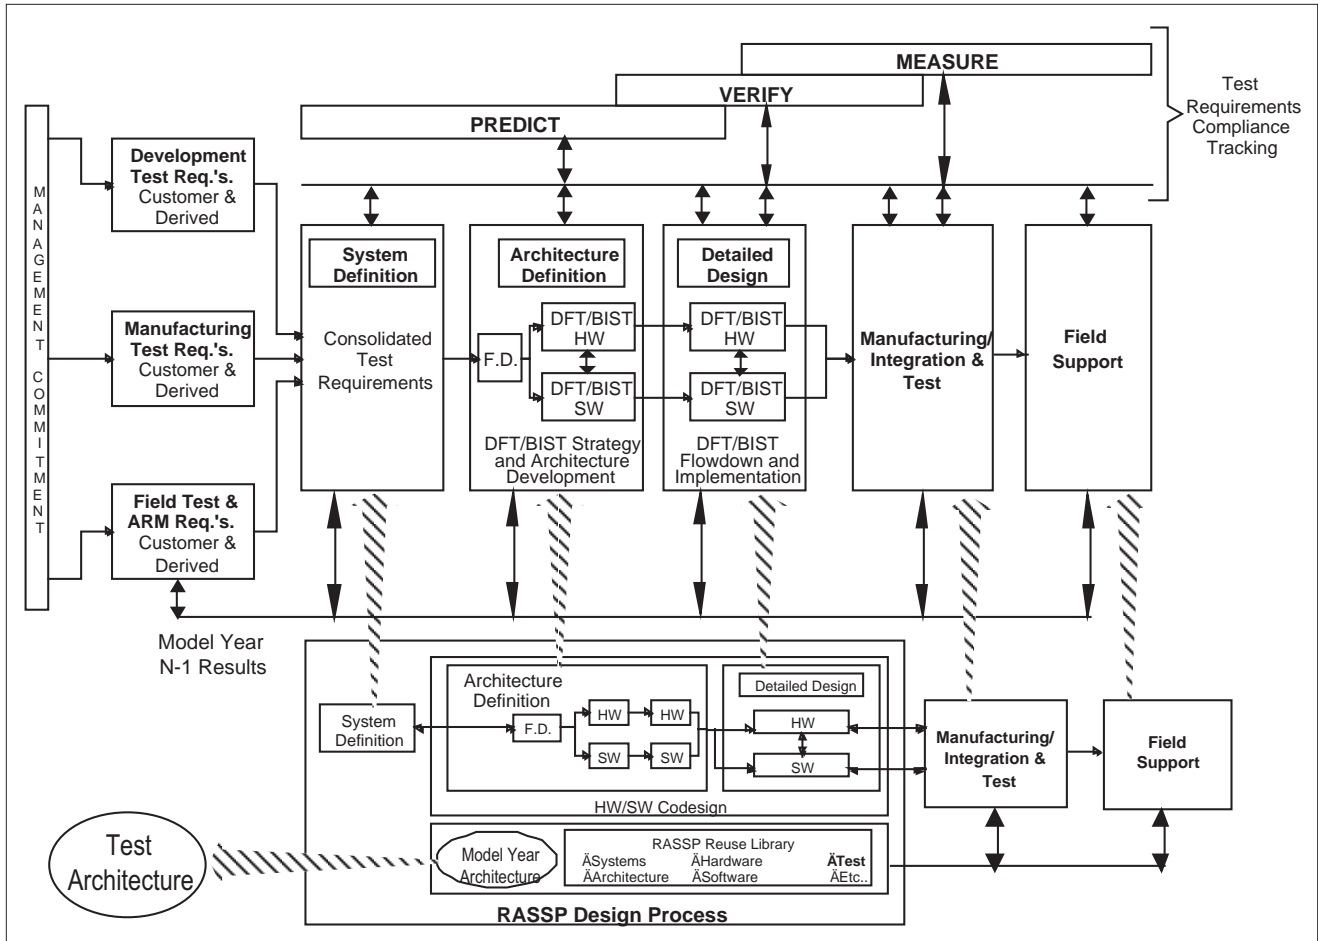 MEASURE
VERIFY
PREDICT
Test
Requirements
Compliance
Tracking
MANAGEMENT COMMITMENT
Development
Test Req.'s.
Customer &
Derived
Manufacturing
Test Req.'s.
Customer &
Derived
Field Test &
ARM Req.'s.
Customer &
Derived
System
Definition
Consolidated
Test
Requirements
Architecture
Definition
F.D.
DFT/BIST
HW
DFT/BIST
SW
DFT/BIST Strategy
and Architecture
Development
Detailed
Design
DFT/BIST
HW
DFT/BIST
SW
DFT/BIST
Flowdown and
Implementation
Manufacturing/
Integration &
Test
Field
Support
Model Year
N-1 Results
System
Definition
Architecture
Definition
F.D.
HW
HW
SW
SW
Detailed Design
HW
SW
HW/SW Codesign
Manufacturing/
Integration &
Test
Field
Support
Test
Architecture
Model Year
Architecture
RASSP Reuse Library
ÄSystems ÄHardware ÄTest
ÄArchitecture ÄSoftware ÄEtc..
RASSP Design Process